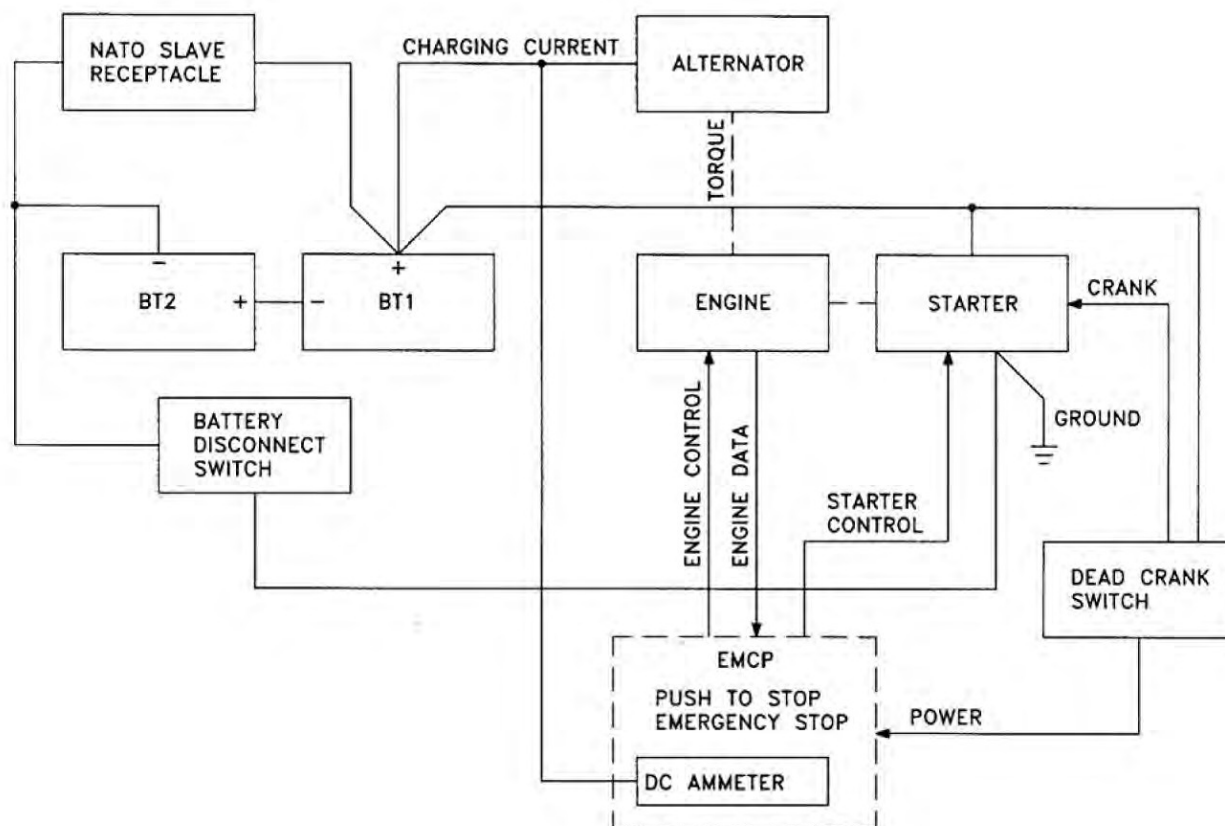 NATO SLAVE
RECEPTACLE
CHARGING CURRENT
ALTERNATOR
TORQUE
−
BT2
+
−
+
BT1
ENGINE
STARTER
CRANK
BATTERY
DISCONNECT
SWITCH
ENGINE CONTROL
ENGINE DATA
GROUND
STARTER
CONTROL
DEAD CRANK
SWITCH
EMCP
PUSH TO STOP
EMERGENCY STOP
POWER
DC AMMETER